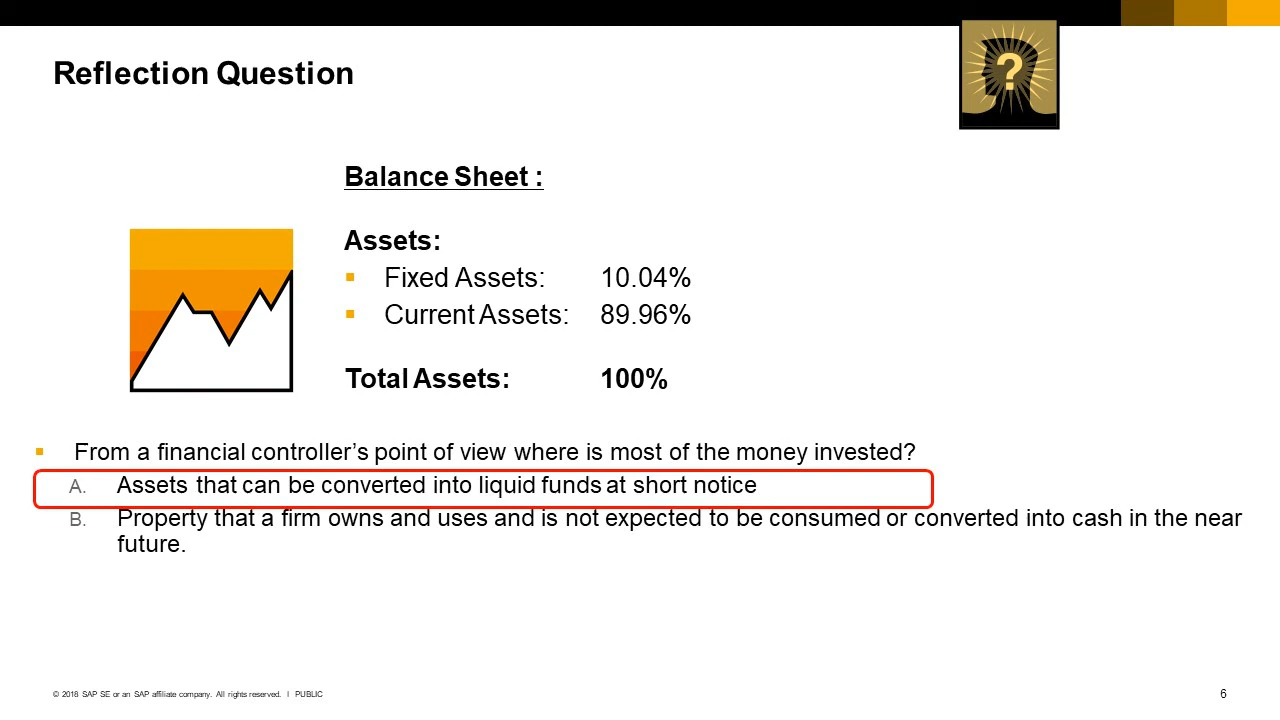 Reflection Question
?
Balance Sheet :
Assets:
▪ Fixed Assets: 10.04%
▪ Current Assets: 89.96%
Total Assets: 100%
▪ From a financial controller’s point of view where is most of the money invested?
A. Assets that can be converted into liquid funds at short notice
B. Property that a firm owns and uses and is not expected to be consumed or converted into cash in the near
future.
© 2018 SAP SE or an SAP affiliate company. All rights reserved. I PUBLIC 6